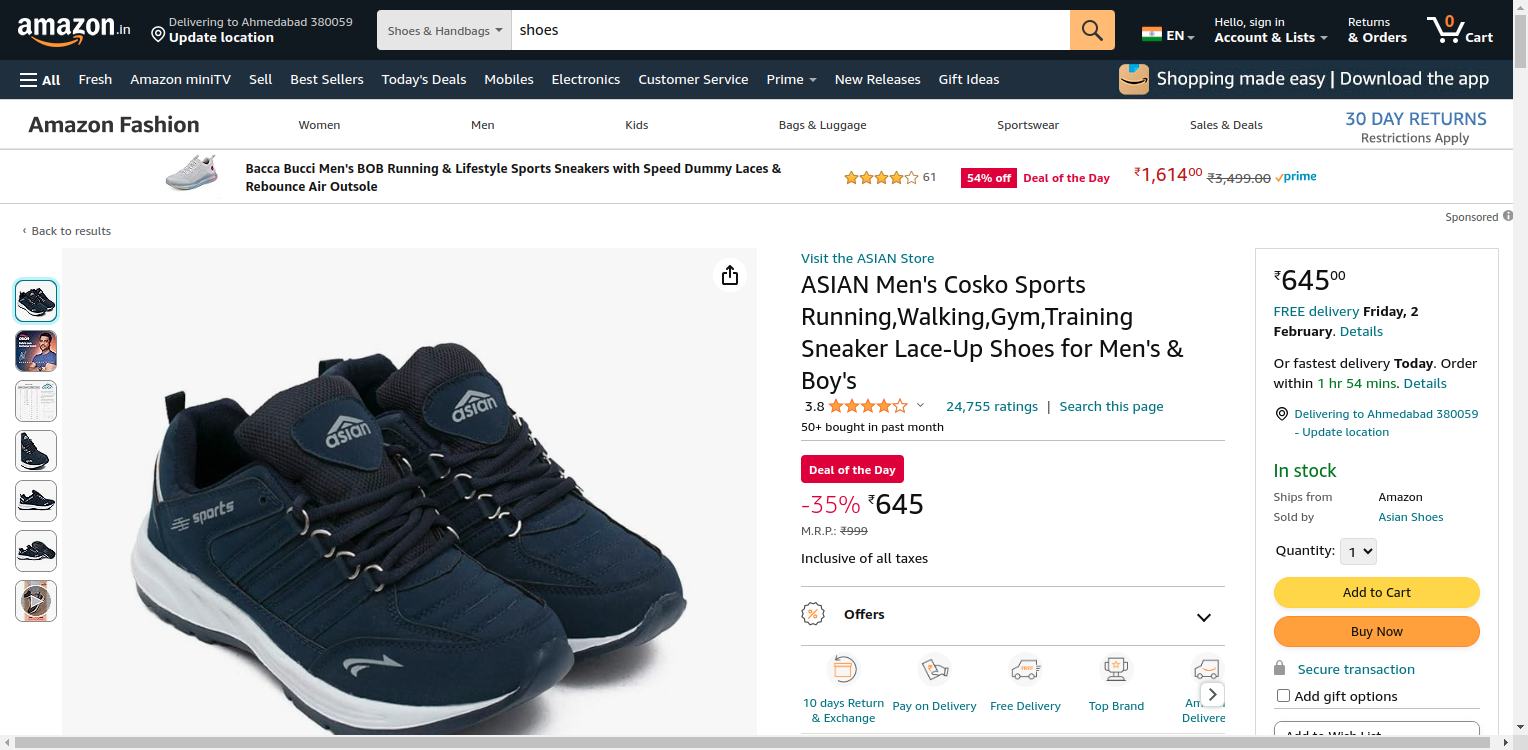 amazon.in
Delivering to Ahmedabad 380059
Update location
Shoes & Handbags
shoes
EN
Hello, sign in
Account & Lists
Returns
& Orders
0
Cart
All
Fresh
Amazon miniTV
Sell
Best Sellers
Today's Deals
Mobiles
Electronics
Customer Service
Prime
New Releases
Gift Ideas
Shopping made easy | Download the app
Amazon Fashion
Women
Men
Kids
Bags & Luggage
Sportswear
Sales & Deals
30 DAY RETURNS
Restrictions Apply
Bacca Bucci Men's BOB Running & Lifestyle Sports Sneakers with Speed Dummy Laces &
Rebounce Air Outsole
61
54% off
Deal of the Day
₹1,61400
₹3,499.00
prime
Sponsored
‹ Back to results
asian
asian
sports
Visit the ASIAN Store
ASIAN Men's Cosko Sports
Running,Walking,Gym,Training
Sneaker Lace-Up Shoes for Men's &
Boy's
3.8
24,755 ratings | Search this page
50+ bought in past month
Deal of the Day
-35% ₹645
M.R.P.: ₹999
Inclusive of all taxes
Offers
10 days Return
& Exchange
Pay on Delivery
FREE
Free Delivery
Top Brand
Delivere
₹64500
FREE delivery Friday, 2
February. Details
Or fastest delivery Today. Order
within 1 hr 54 mins. Details
Delivering to Ahmedabad 380059
- Update location
In stock
Ships from
Amazon
Sold by
Asian Shoes
Quantity:
1
Add to Cart
Buy Now
Secure transaction
Add gift options
Add to Wish List